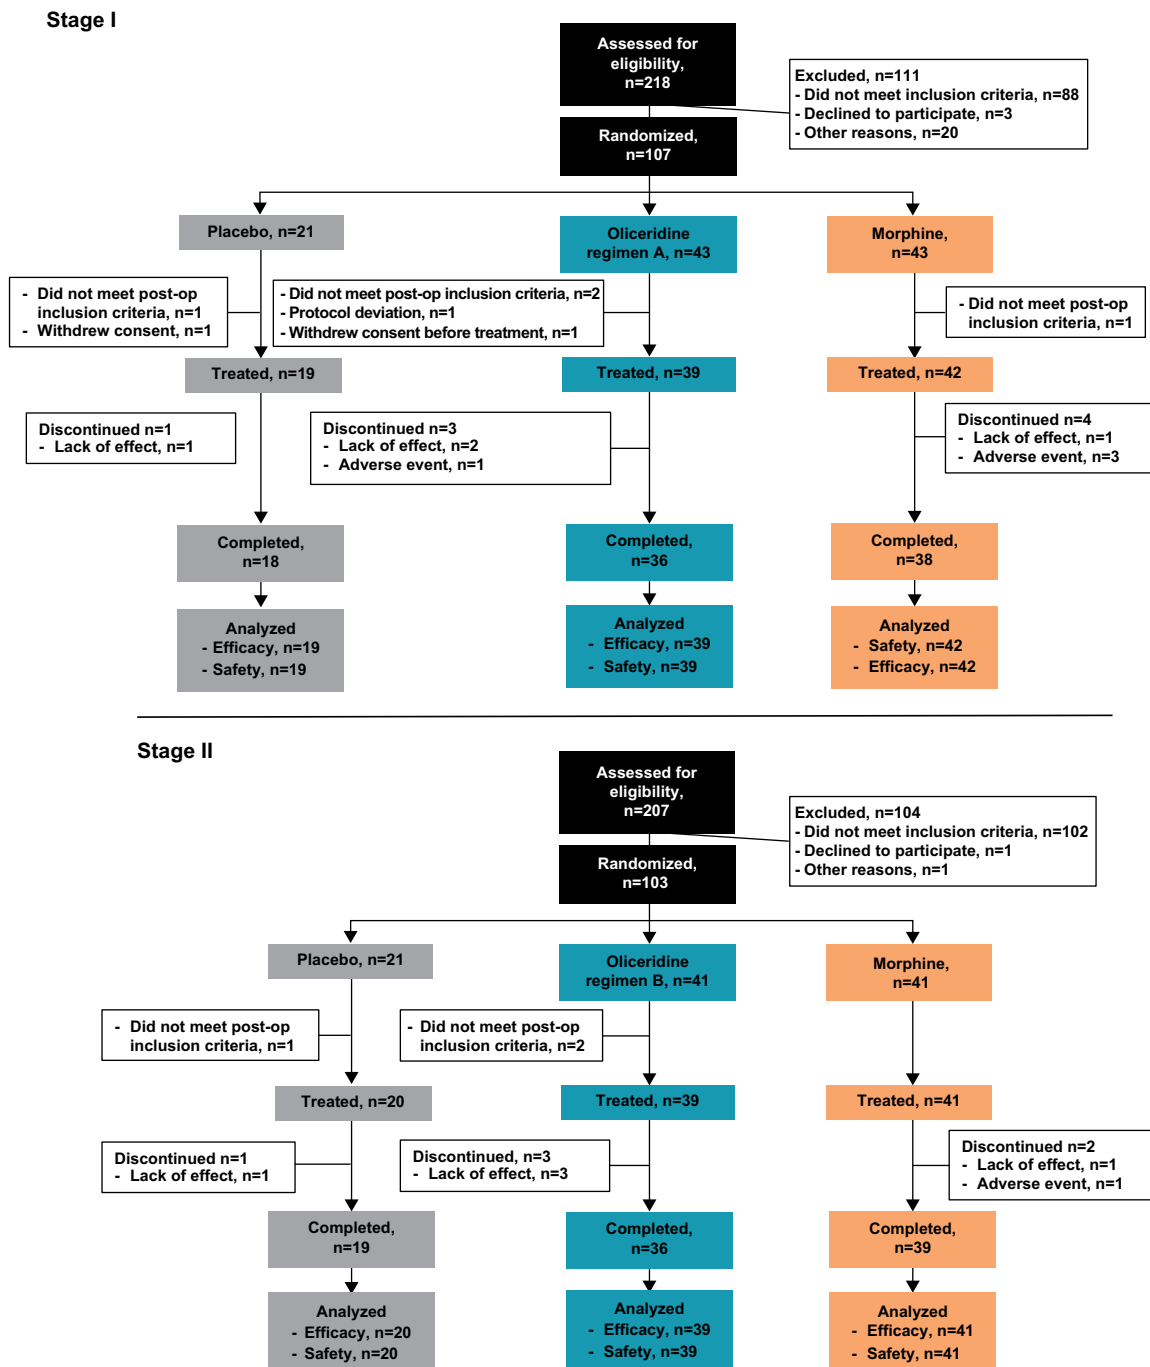 Stage I
Assessed for
eligibility,
n=218
Excluded, n=111
- Did not meet inclusion criteria, n=88
- Declined to participate, n=3
- Other reasons, n=20
Randomized,
n=107
Placebo, n=21
Oliceridine
regimen A, n=43
Morphine,
n=43
- Did not meet post-op
inclusion criteria, n=1
- Withdrew consent, n=1
- Did not meet post-op inclusion criteria, n=2
- Protocol deviation, n=1
- Withdrew consent before treatment, n=1
- Did not meet post-op
inclusion criteria, n=1
Treated, n=19
Treated, n=39
Treated, n=42
Discontinued n=1
- Lack of effect, n=1
Discontinued n=3
- Lack of effect, n=2
- Adverse event, n=1
Discontinued n=4
- Lack of effect, n=1
- Adverse event, n=3
Completed,
n=18
Completed,
n=36
Completed,
n=38
Analyzed
- Efficacy, n=19
- Safety, n=19
Analyzed
- Efficacy, n=39
- Safety, n=39
Analyzed
- Safety, n=42
- Efficacy, n=42
Stage II
Assessed for
eligibility,
n=207
Excluded, n=104
- Did not meet inclusion criteria, n=102
- Declined to participate, n=1
- Other reasons, n=1
Randomized,
n=103
Placebo, n=21
Oliceridine
regimen B, n=41
Morphine,
n=41
- Did not meet post-op
inclusion criteria, n=1
- Did not meet post-op
inclusion criteria, n=2
Treated, n=20
Treated, n=39
Treated, n=41
Discontinued n=1
- Lack of effect, n=1
Discontinued, n=3
- Lack of effect, n=3
Discontinued n=2
- Lack of effect, n=1
- Adverse event, n=1
Completed,
n=19
Completed,
n=36
Completed,
n=39
Analyzed
- Efficacy, n=20
- Safety, n=20
Analyzed
- Efficacy, n=39
- Safety, n=39
Analyzed
- Efficacy, n=41
- Safety, n=41